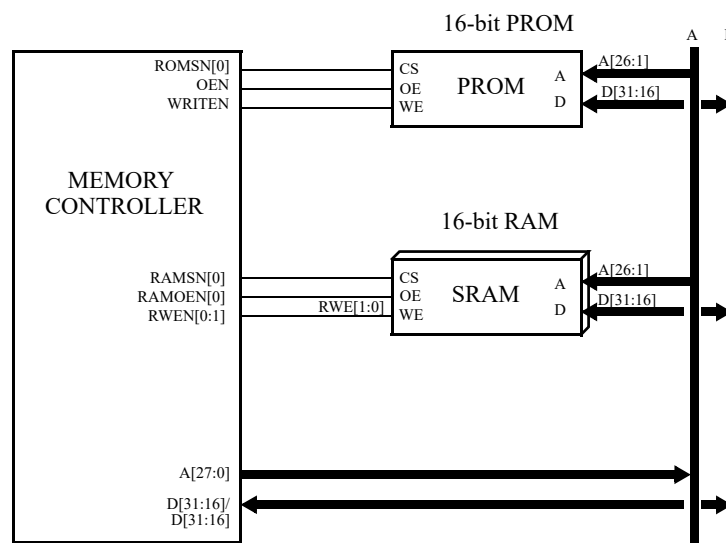 16-bit PROM
A
ROMSN[0]
OEN
WRITEN
CS
OE
WE
PROM
A
D
A[26:1]
D[31:16]
MEMORY
CONTROLLER
16-bit RAM
RAMSN[0]
RAMOEN[0]
RWEN[0:1]
RWE[1:0]
CS
OE
WE
SRAM
A
D
A[26:1]
D[31:16]
A[27:0]
D[31:16]/
D[31:16]